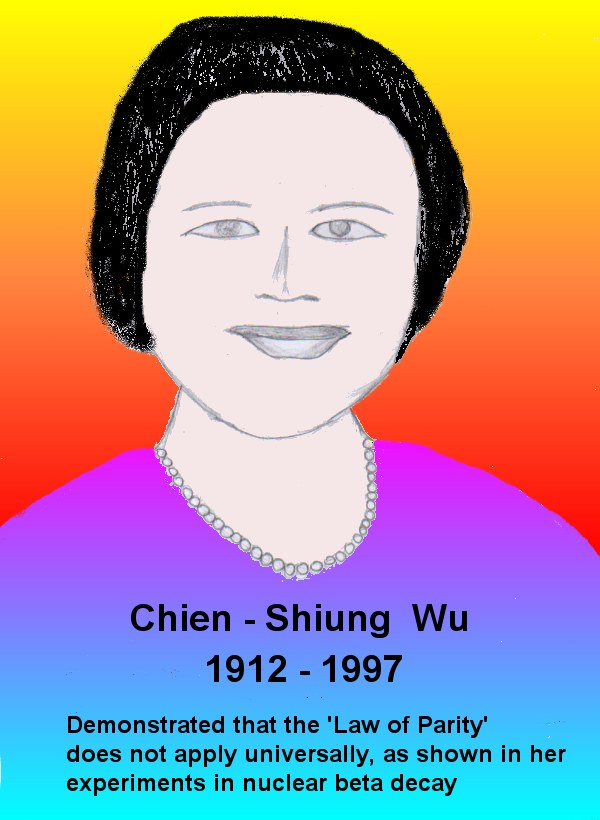 Chien - Shiung  Wu
1912 - 1997
Demonstrated that the 'Law of Parity'
does not apply universally, as shown in her
experiments in nuclear beta decay